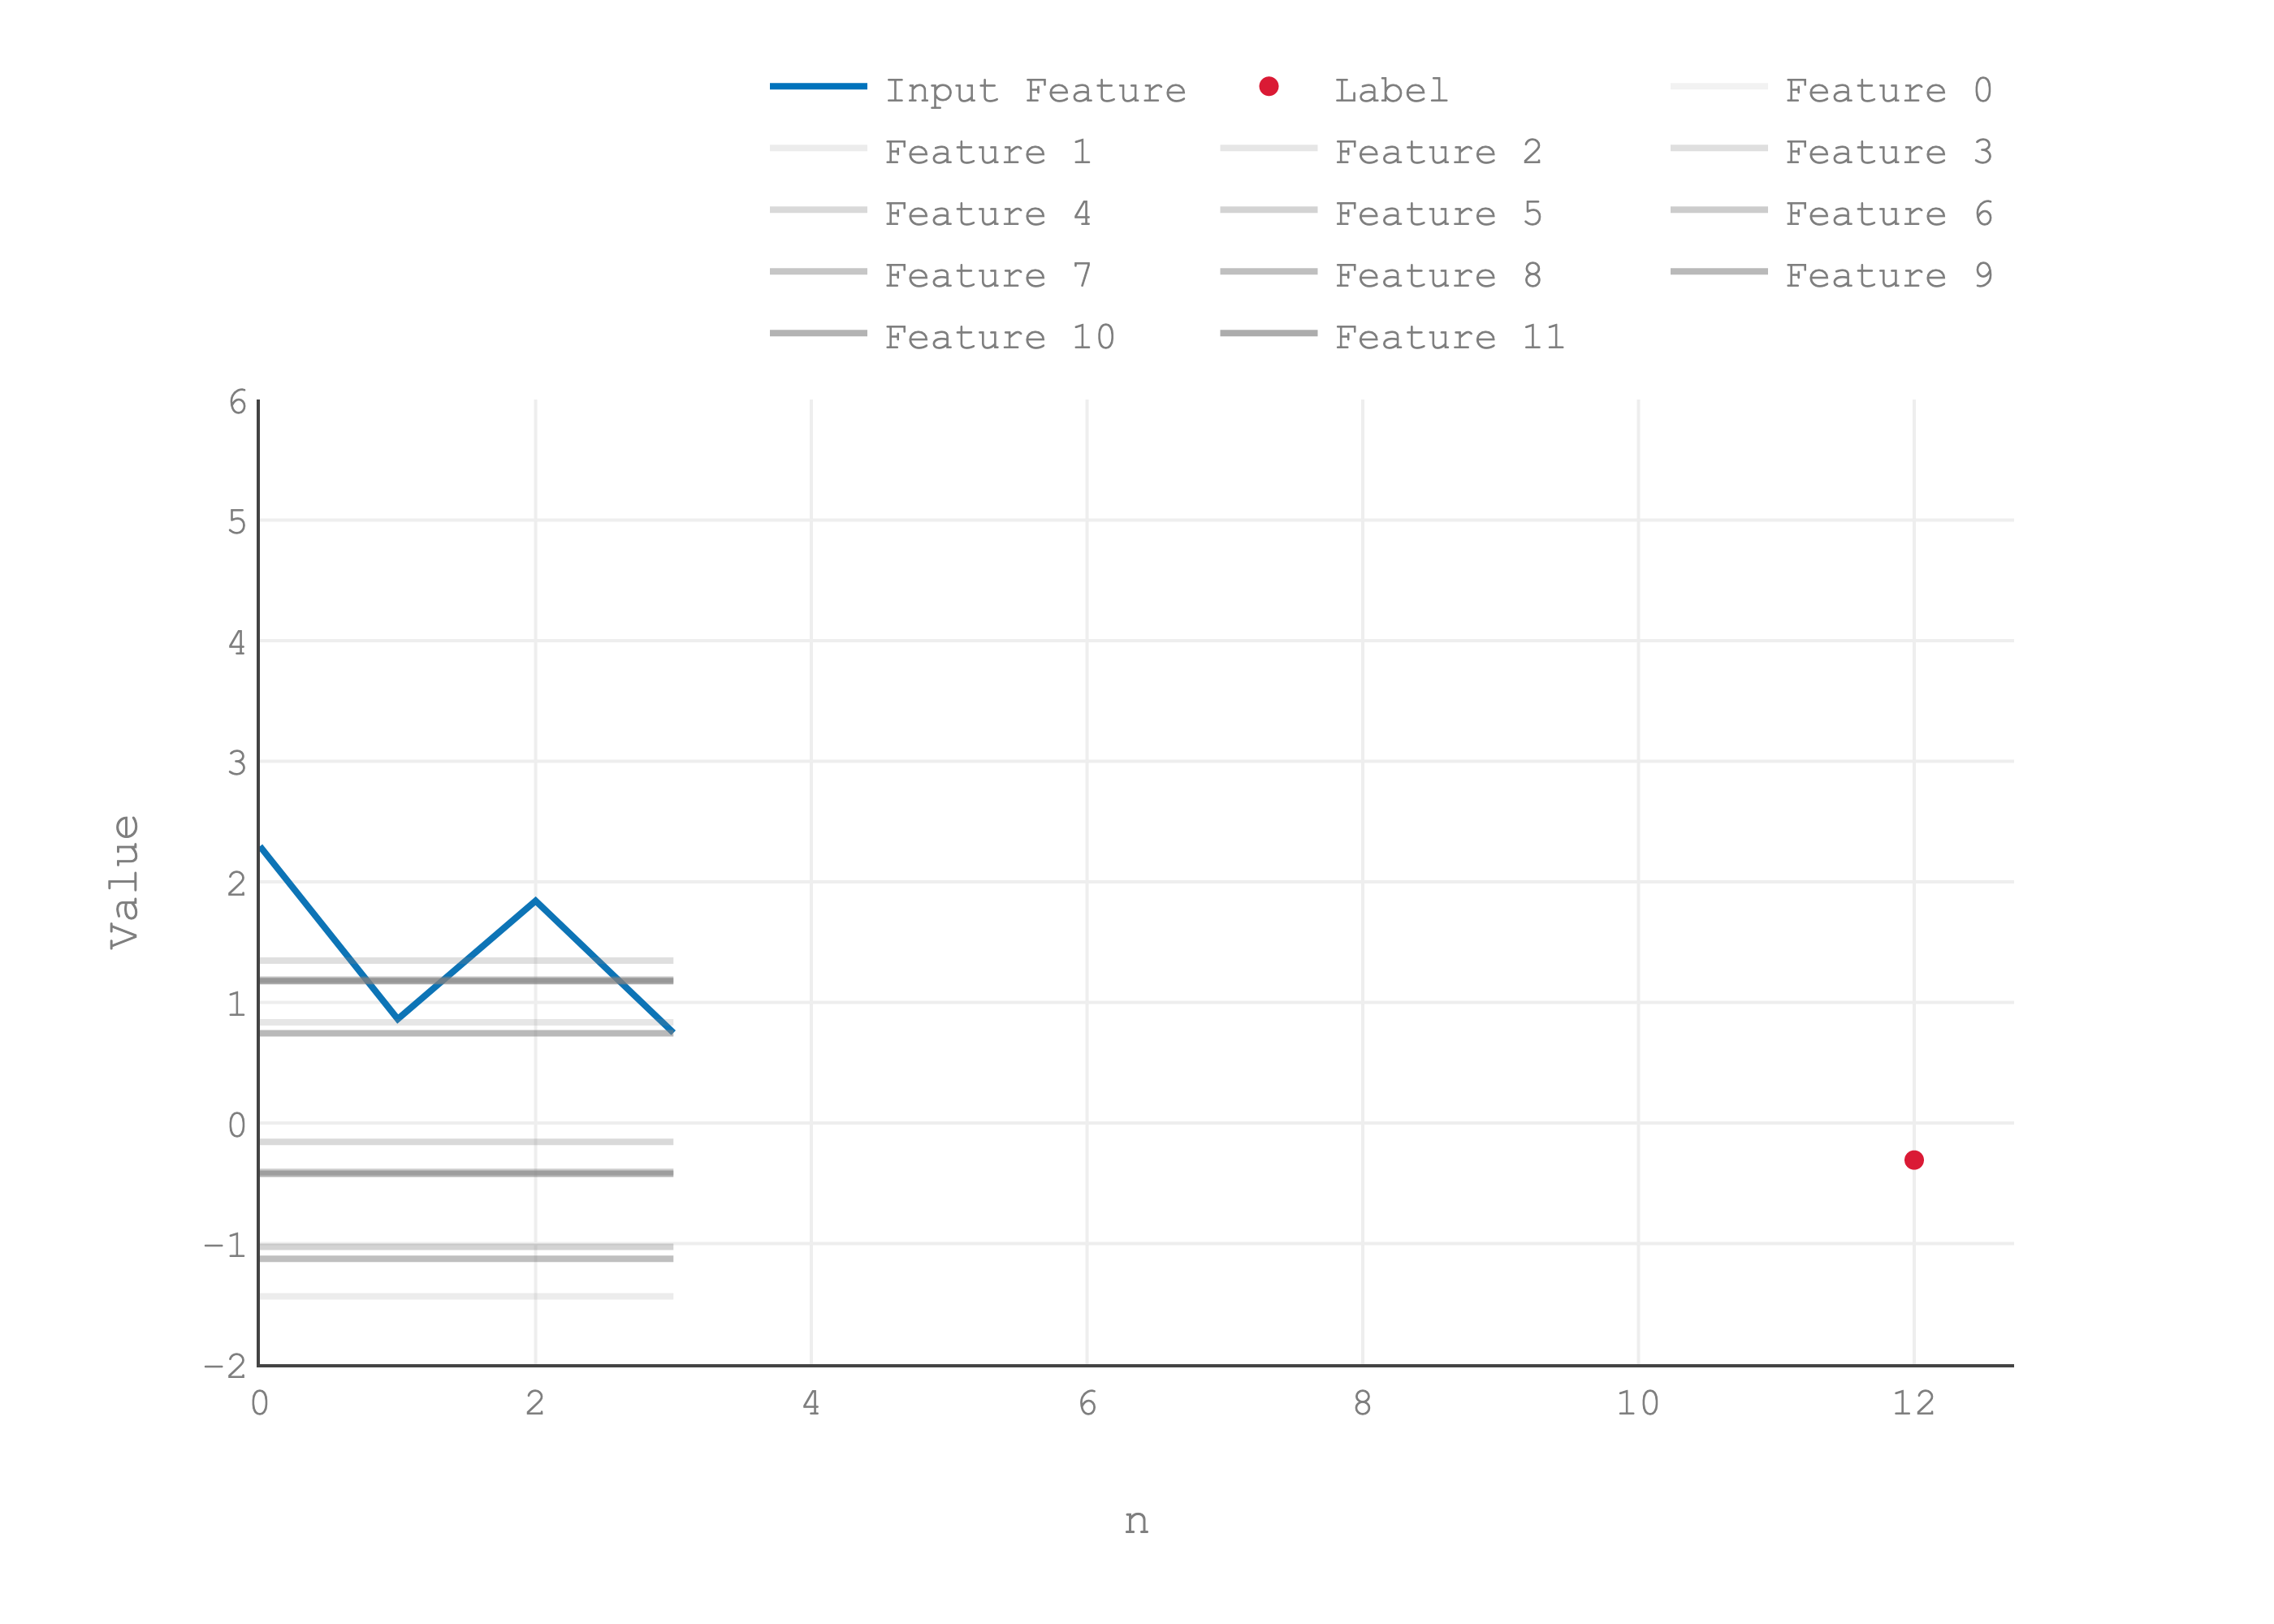 Input Feature Label Feature 0
Feature 1 Feature 2 Feature 3
Feature 4 Feature 5 Feature 6
Feature 7 Feature 8 Feature 9
Feature 10 Feature 11
6
5
4
3
2
1
0
−1
−2
Value
0 2 4 6 8 10 12
n